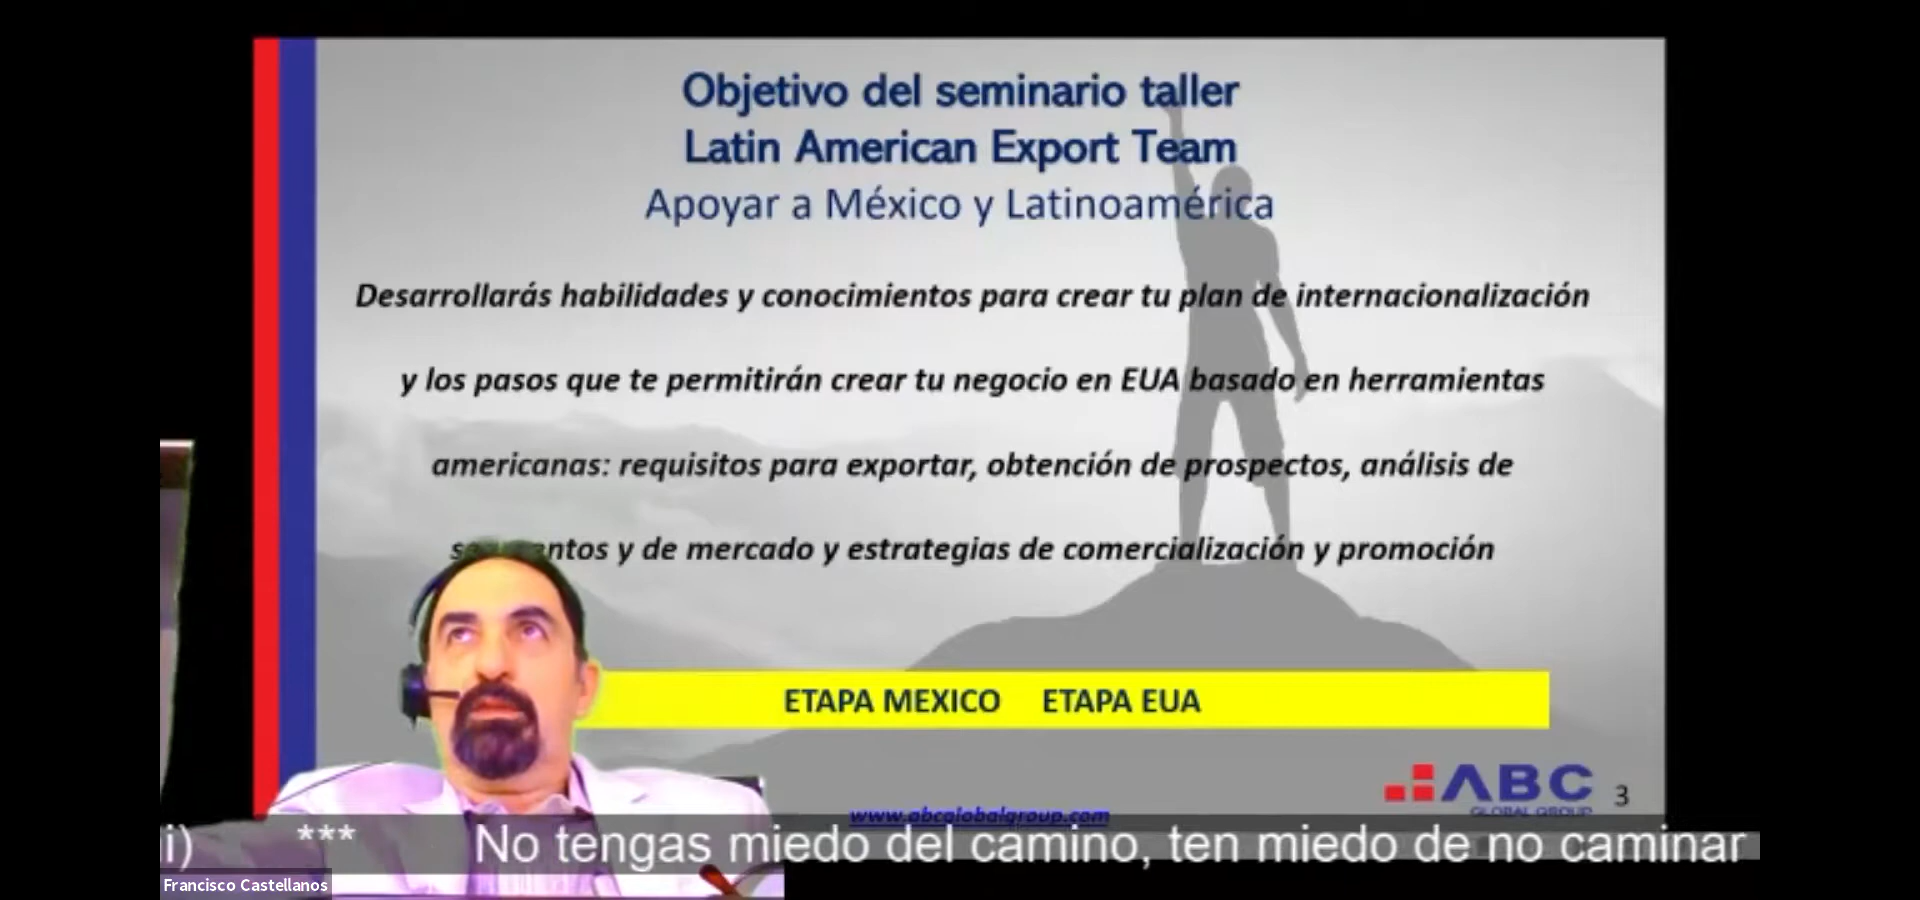 Objetivo del seminario taller
Latin American Export Team
Apoyar a México y Latinoamérica
Desarrollarás habilidades y conocimientos para crear tu plan de internacionalización
y los pasos que te permitirán crear tu negocio en EUA basado en herramientas
americanas: requisitos para exportar, obtención de prospectos, análisis de
y de mercado y estrategias de comercialización y promoción
ETAPA MEXICO ETAPA EUA
ABC
GLOBAL GROUP
3
www.abcglobalgroup.com
i) *** No tengas miedo del camino, ten miedo de no caminar
Francisco Castellanos